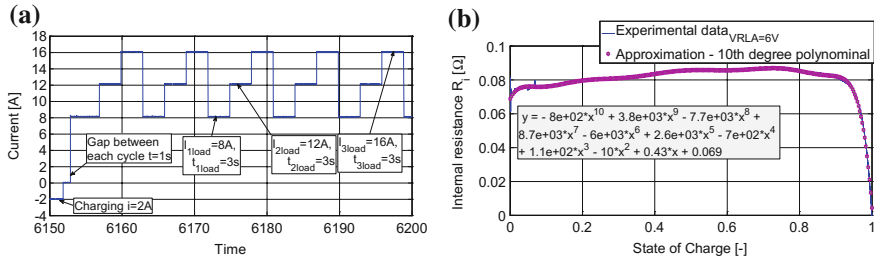 (a)
Current [A]
18
16
14
12
10
8
6
4
2
0
-2
-4
6150
6160
6170
6180
6190
6200
Time
Gap between
each cycle t=1s
Charging i=2A
I1load=8A,
t1load=3s
I2load=12A,
t2load=3s
I3load=16A,
t3load=3s
(b)
Internal resistance Ri [Ω]
0.1
0.08
0.06
0.04
0.02
0
0
0.2
0.4
0.6
0.8
1
State of Charge [-]
Experimental dataVRLA=6V
Approximation - 10th degree polynominal
y = - 8e+02*x^10 + 3.8e+03*x^9 - 7.7e+03*x^8 +
8.7e+03*x^7 - 6e+03*x^6 + 2.6e+03*x^5 - 7e+02*x^4
+ 1.1e+02*x^3 - 10*x^2 + 0.43*x + 0.069